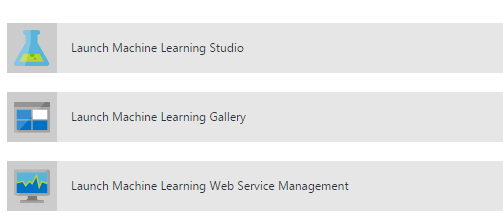 Launch Machine Learning Studio
Launch Machine Learning Gallery
Launch Machine Learning Web Service Management